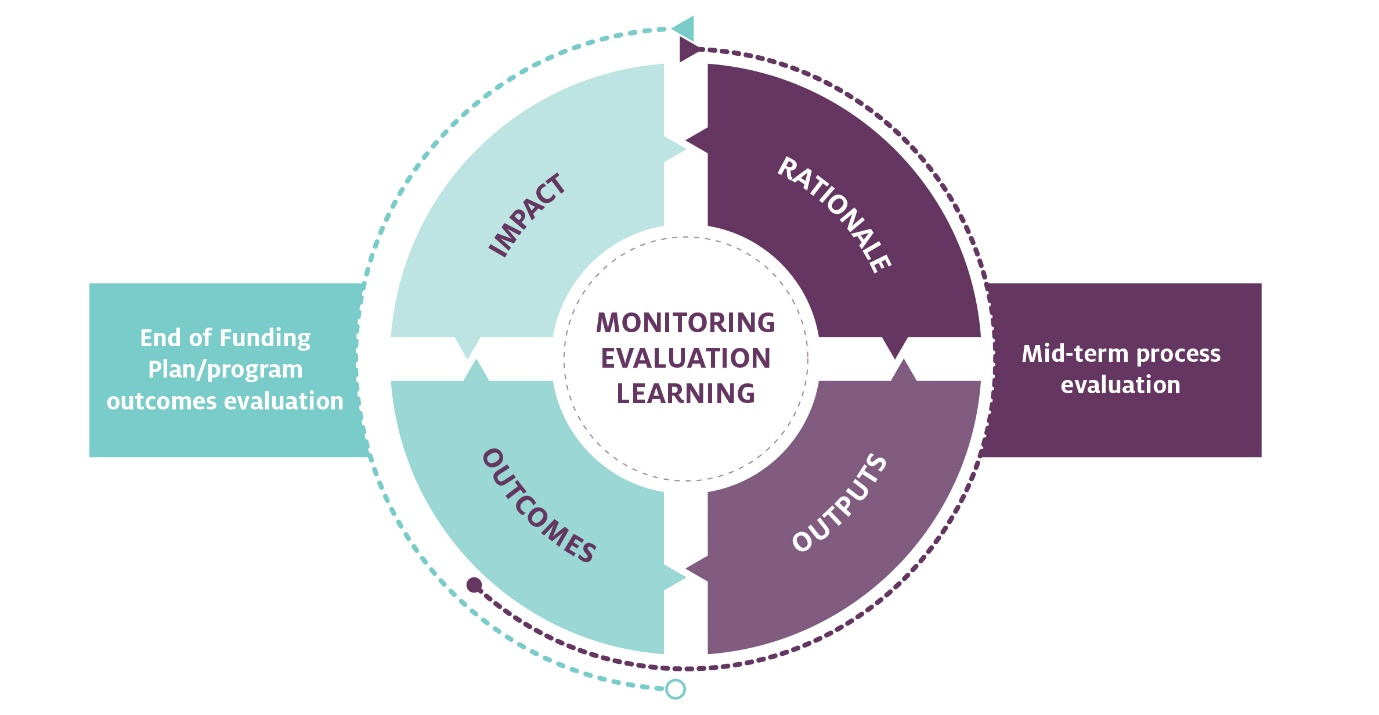 IMPACT
RATIONALE
MONITORING
EVALUATION
LEARNING
End of Funding
Plan/program
outcomes evaluation
Mid-term process
evaluation
OUTCOMES
OUTPUTS